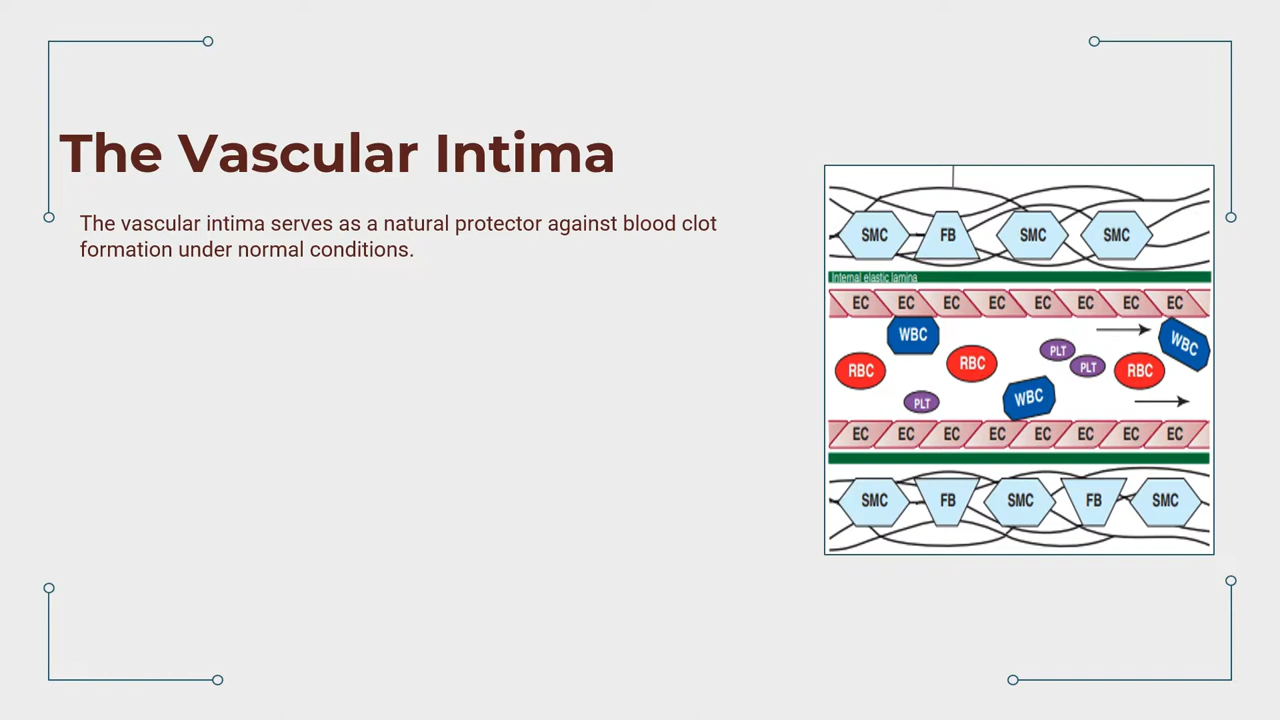 The Vascular Intima
The vascular intima serves as a natural protector against blood clot
formation under normal conditions.
SMC FB SMC SMC
Internal elastic lamina
EC EC EC EC EC EC EC EC
WBC WBC
RBC RBC PLT PLT RBC
PLT WBC
EC EC EC EC EC EC EC EC
SMC FB SMC FB SMC